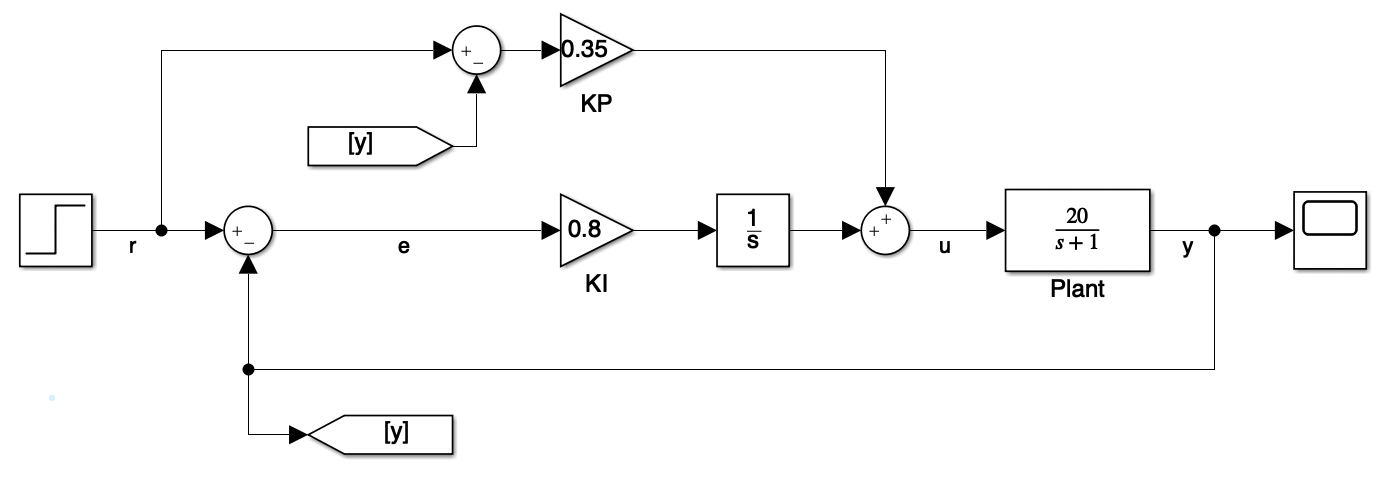 +
−
0.35
KP
[y]
r
+
−
e
0.8
KI
1
s
+
+
u
20
s + 1
Plant
y
[y]